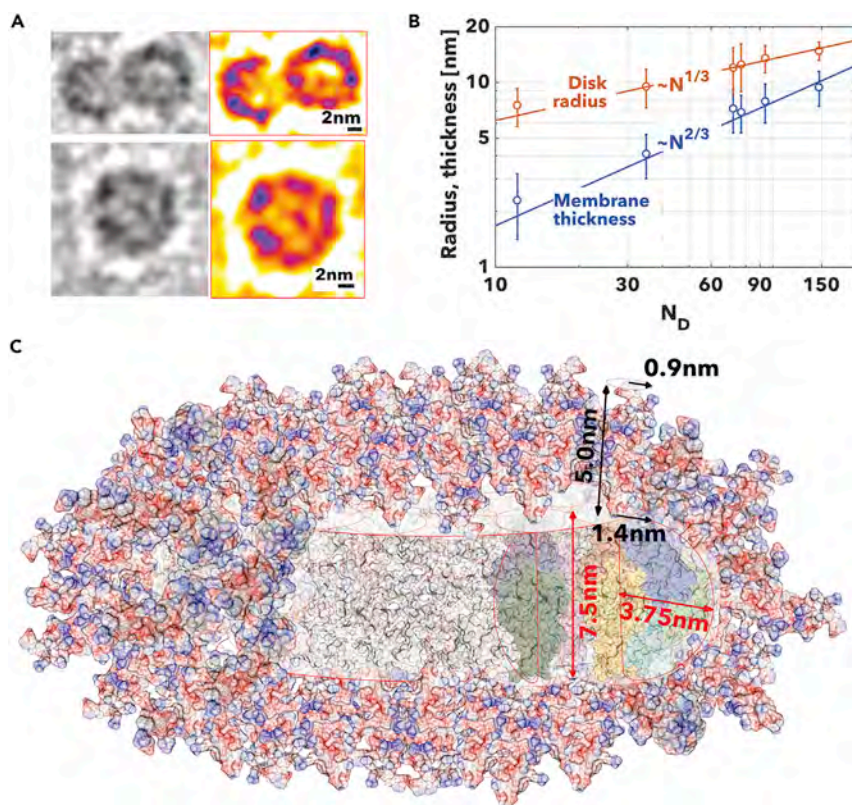 A
2nm
2nm
B
Radius, thickness [nm]
20
10
5
1
Disk
radius
~N1/3
~N2/3
Membrane
thickness
10
30
60
90
150
N_D
C
0.9nm
5.0nm
1.4nm
7.5nm
3.75nm